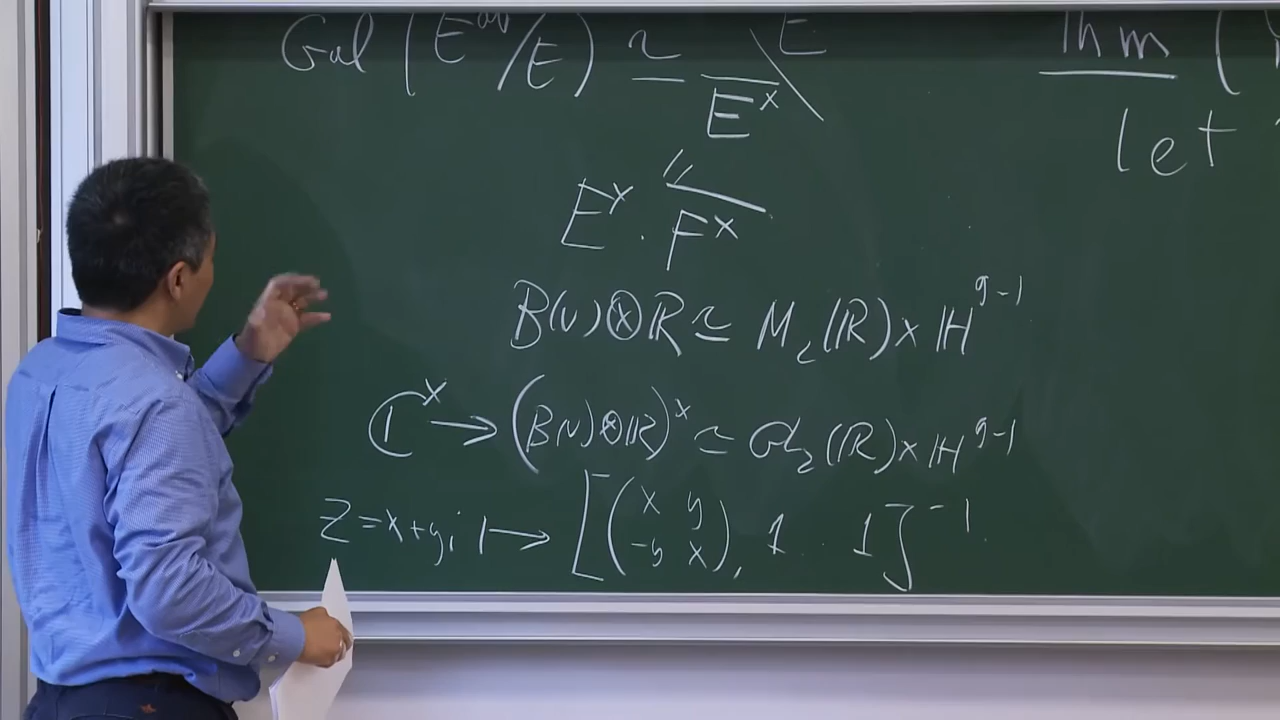 Gal (E^ab/E) ≃ E / E^×
Thm (
let
E^× · F^×
B(v) ⊗ ℝ ≃ M_2(ℝ) × ℍ^{g-1}
ℂ^× → (B(v) ⊗ ℝ)^× ≃ GL_2(ℝ) × ℍ^{g-1}
z = x + yi ↦ [(x y -y x), 1 . . 1]^{-1}